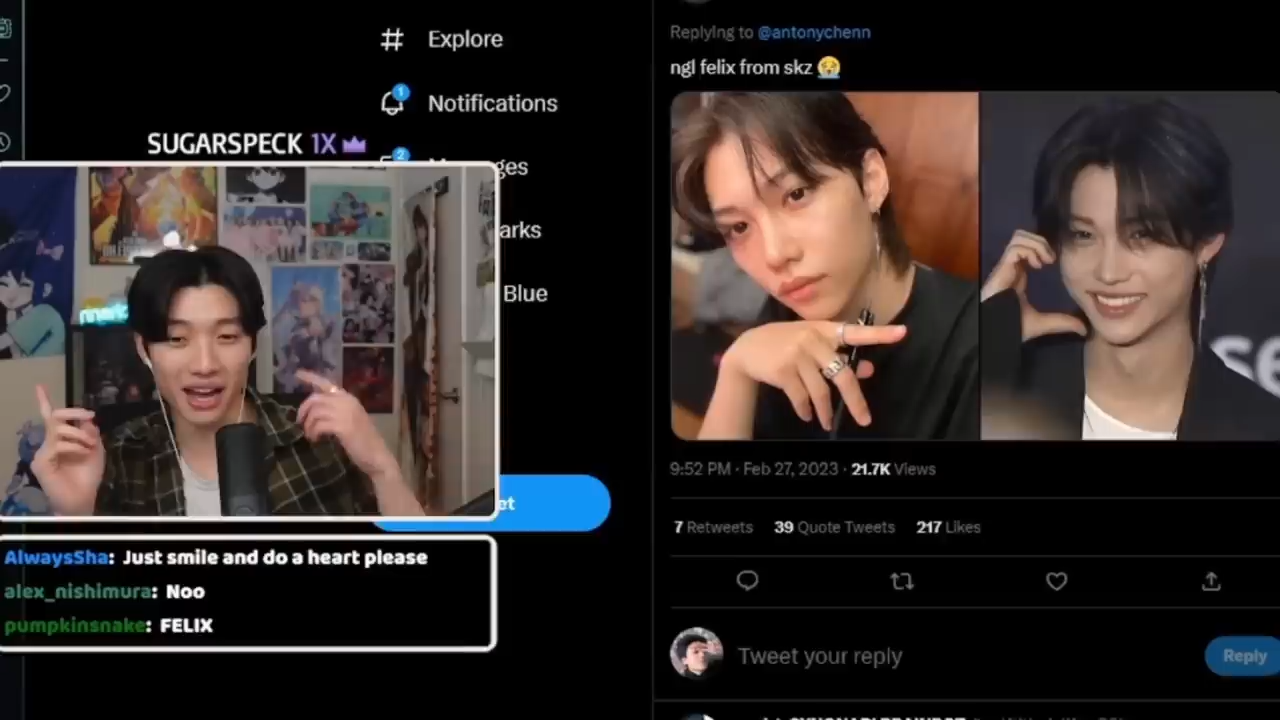 Explore
Notifications
SUGARSPECK 1X
ges
arks
Blue
et
AlwaysSha: Just smile and do a heart please
alex_nishimura: Noo
pumpkinsnake: FELIX
Replying to @antonychenn
ngl felix from skz 😭
se
9:52 PM · Feb 27, 2023 · 21.7K Views
7 Retweets 39 Quote Tweets 217 Likes
Tweet your reply
Reply